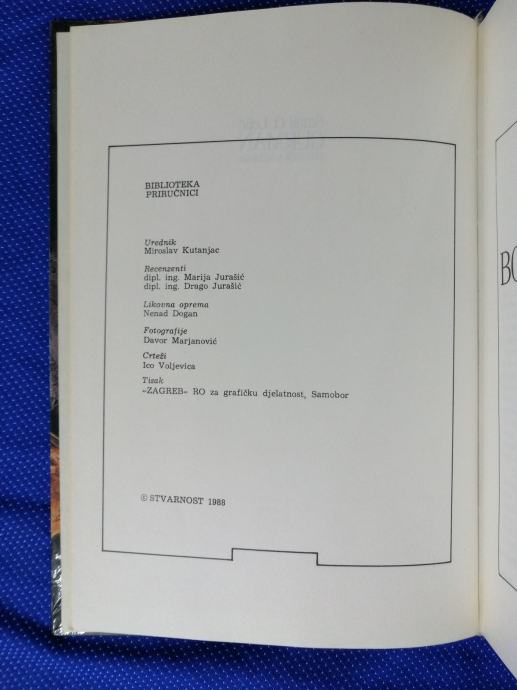 BIBLIOTEKA
PRIRUČNICI
Urednik
Miroslav Kutanjac
Recenzenti
dipl. ing. Marija Jurašić
dipl. ing. Drago Jurašić
Likovna oprema
Nenad Dogan
Fotografije
Davor Marjanović
Crteži
Ico Voljevica
Tisak
»ZAGREB« RO za grafičku djelatnost, Samobor
© STVARNOST 1988
BO